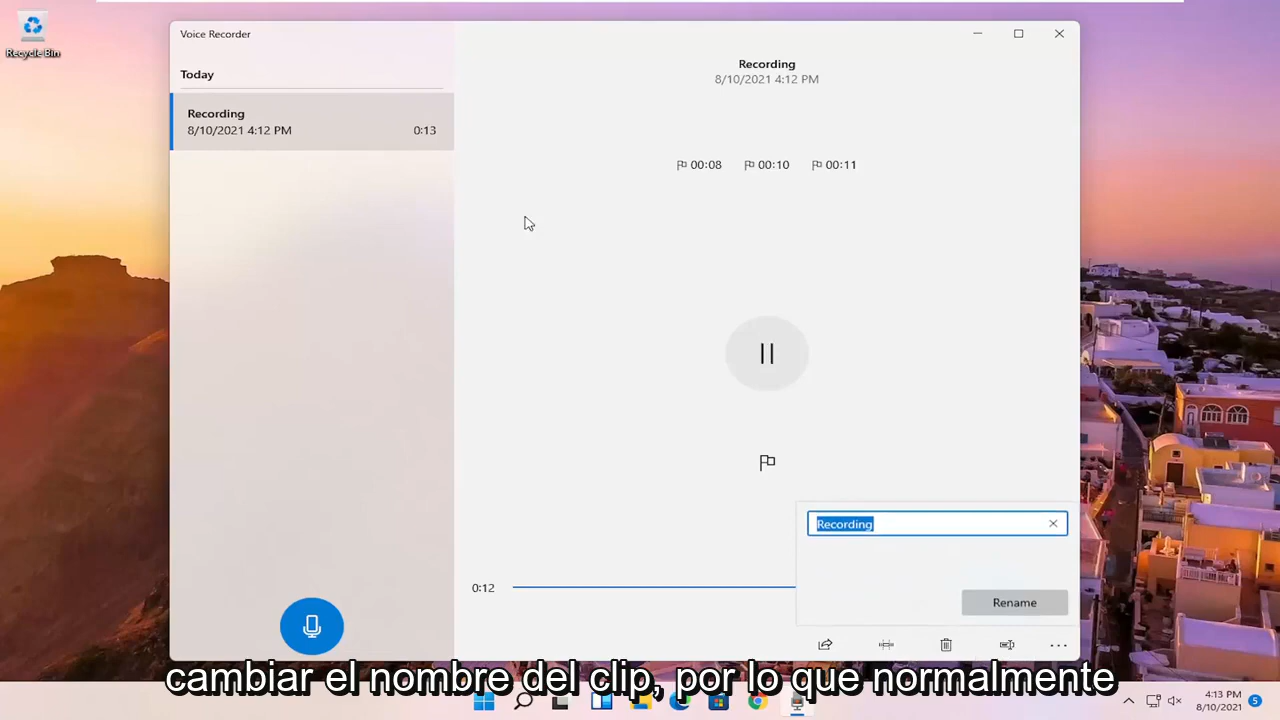 Recycle Bin
Voice Recorder
Today
Recording
8/10/2021 4:12 PM
0:13
Recording
8/10/2021 4:12 PM
00:08
00:10
00:11
Recording
0:12
Rename
cambiar el nombre del clip, por lo que normalmente
4:13 PM
8/10/2021
5